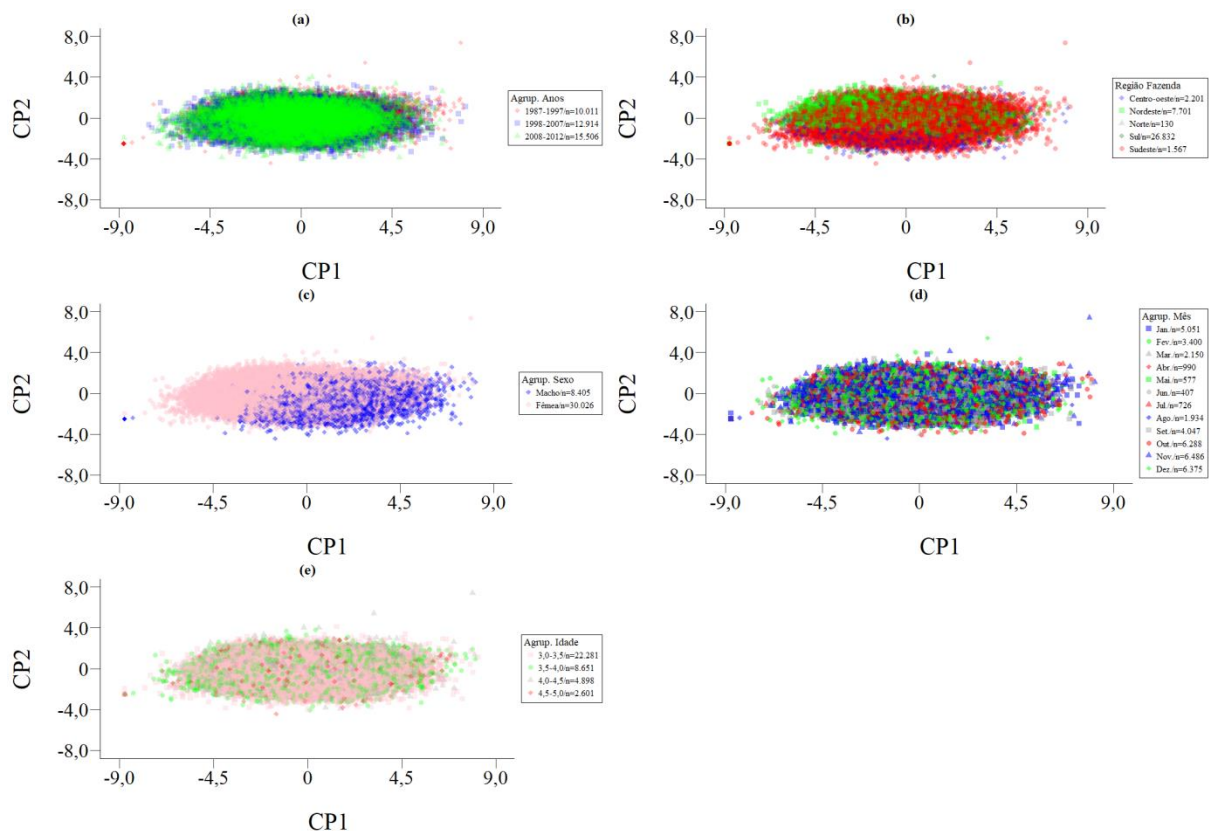 (a)
8,0
4,0
0
-4,0
-8,0
CP2
-9,0 -4,5 0 4,5 9,0
CP1
Agrup. Anos
1987-1997/n=10.011
1998-2007/n=12.914
2008-2012/n=15.506
(b)
8,0
4,0
0
-4,0
-8,0
CP2
-9,0 -4,5 0 4,5 9,0
CP1
Região Fazenda
Centro-oeste/n=2.201
Nordeste/n=7.701
Norte/n=130
Sul/n=26.832
Sudeste/n=1.567
(c)
8,0
4,0
0
-4,0
-8,0
CP2
-9,0 -4,5 0 4,5 9,0
CP1
Agrup. Sexo
Macho/n=8.405
Fêmea/n=30.026
(d)
8,0
4,0
0
-4,0
-8,0
CP2
-9,0 -4,5 0 4,5 9,0
CP1
Agrup. Mês
Jan./n=5.051
Fev./n=3.400
Mar./n=2.150
Abr./n=990
Mai./n=577
Jun./n=407
Jul./n=726
Ago./n=1.934
Set./n=4.047
Out./n=6.288
Nov./n=6.486
Dez./n=6.375
(e)
8,0
4,0
0
-4,0
-8,0
CP2
-9,0 -4,5 0 4,5 9,0
CP1
Agrup. Idade
3,0-3,5/n=22.281
3,5-4,0/n=8.651
4,0-4,5/n=4.898
4,5-5,0/n=2.601